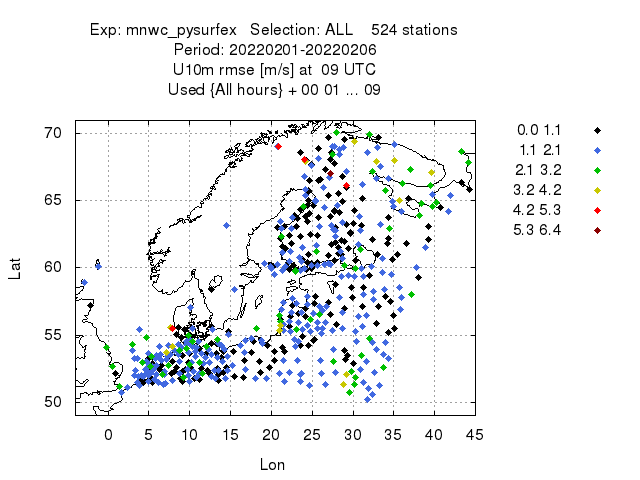 Exp: mnwc_pysurfex Selection: ALL 524 stations
Period: 20220201-20220206
U10m rmse [m/s] at 09 UTC
Used {All hours} + 00 01 ... 09
70
65
60
55
50
Lat
0 5 10 15 20 25 30 35 40 45
Lon
0.0 1.1
1.1 2.1
2.1 3.2
3.2 4.2
4.2 5.3
5.3 6.4